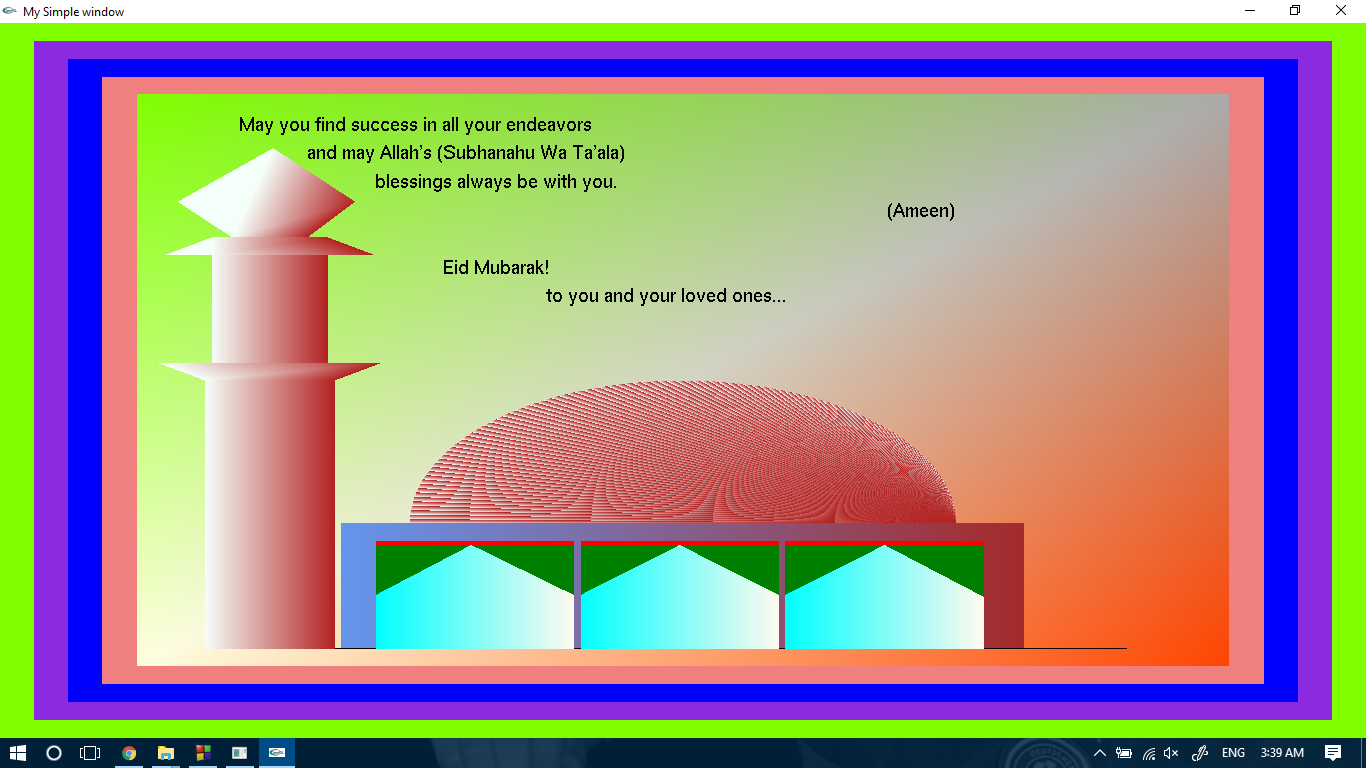 My Simple window
May you find success in all your endeavors
and may Allah's (Subhanahu Wa Ta'ala)
blessings always be with you.
(Ameen)
Eid Mubarak!
to you and your loved ones...
ENG 3:39 AM